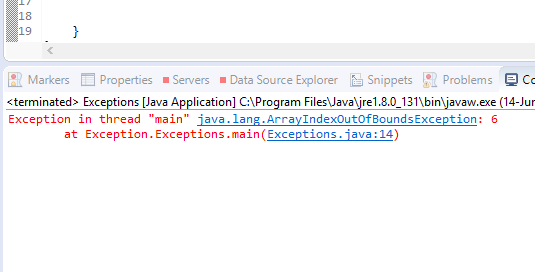 17
18
19 }
Markers Properties Servers Data Source Explorer Snippets Problems Co
<terminated> Exceptions [Java Application] C:\Program Files\Java\jre1.8.0_131\bin\javaw.exe (14-Jun
Exception in thread "main" java.lang.ArrayIndexOutOfBoundsException: 6
at Exception.Exceptions.main(Exceptions.java:14)